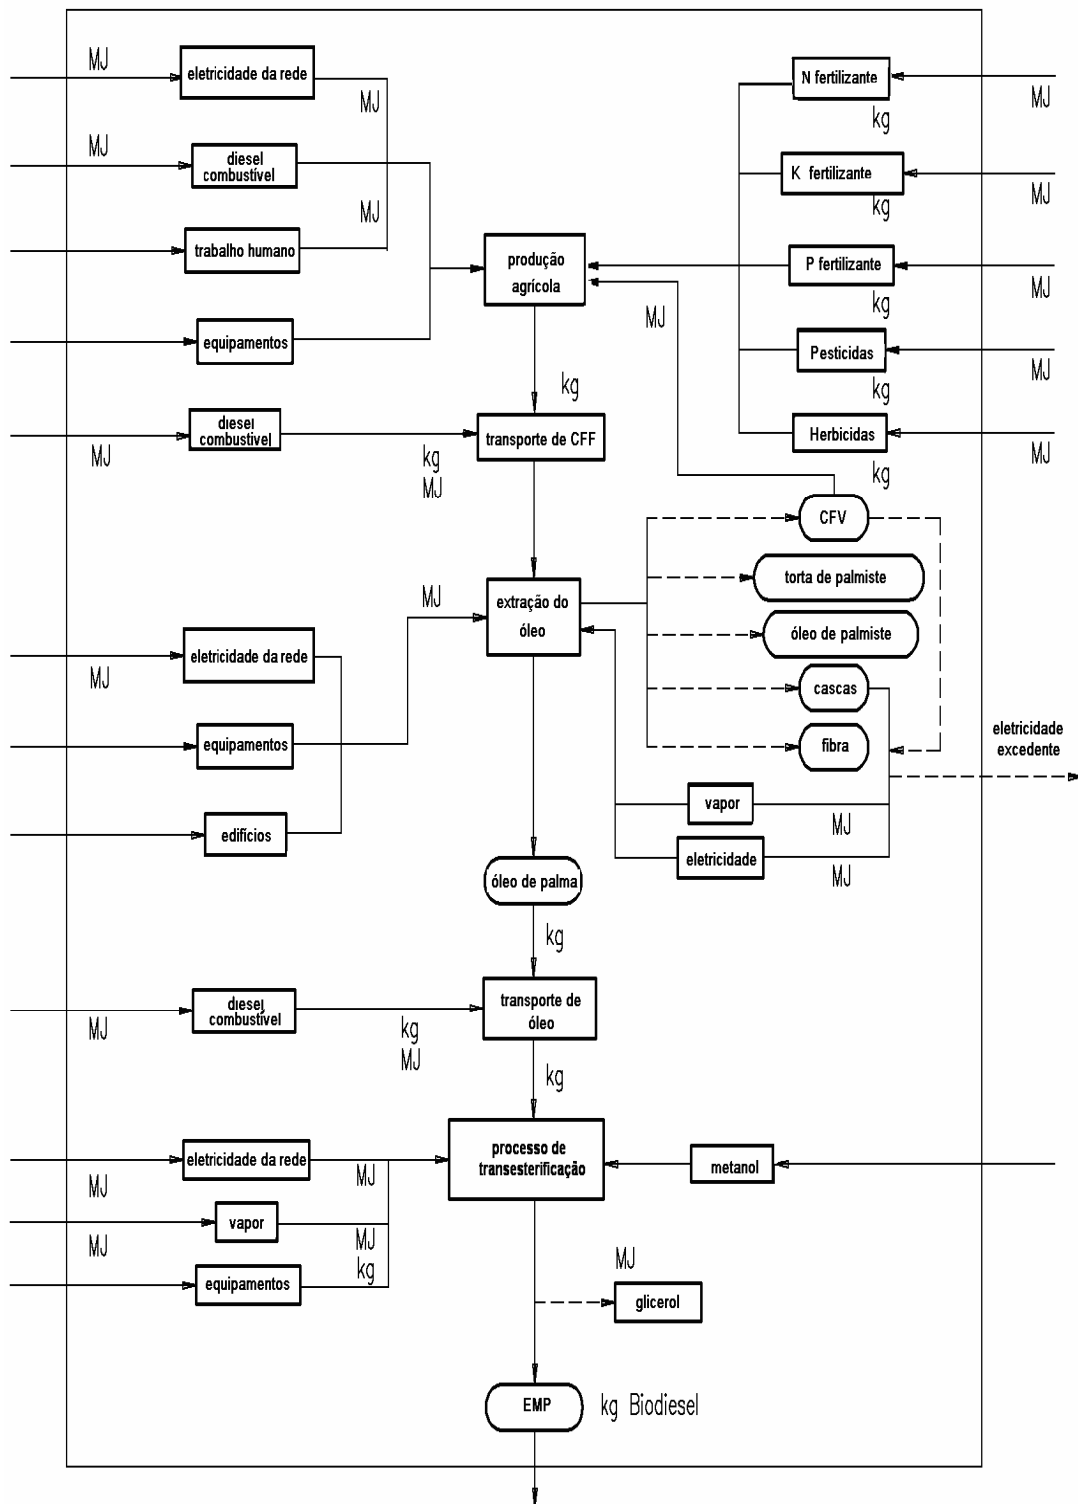 MJ
eletricidade da rede
MJ
N fertilizante
MJ
kg
MJ
diesel
combustível
K fertilizante
MJ
kg
MJ
trabalho humano
produção
agrícola
P fertilizante
MJ
kg
MJ
equipamentos
Pesticidas
MJ
kg
kg
diesel
combustivel
transporte de CFF
Herbicidas
MJ
kg
MJ
MJ
kg
CFV
torta de palmiste
MJ
extração do
óleo
óleo de palmiste
eletricidade da rede
MJ
cascas
equipamentos
fibra
eletricidade
excedente
vapor
MJ
edifícios
eletricidade
MJ
óleo de palma
kg
diesel
combustível
MJ
kg
MJ
transporte de
óleo
kg
eletricidade da rede
MJ
MJ
processo de
transesterificação
metanol
vapor
MJ
MJ
kg
equipamentos
MJ
glicerol
EMP
kg Biodiesel